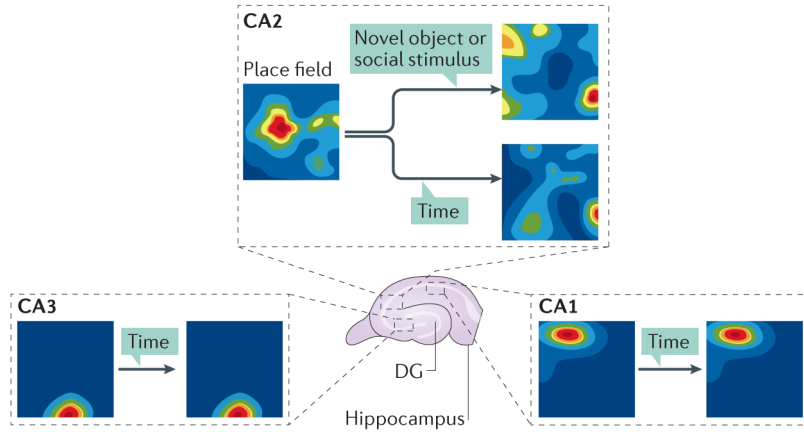 CA2
Novel object or
social stimulus
Place field
Time
CA3
Time
CA1
Time
DG
Hippocampus